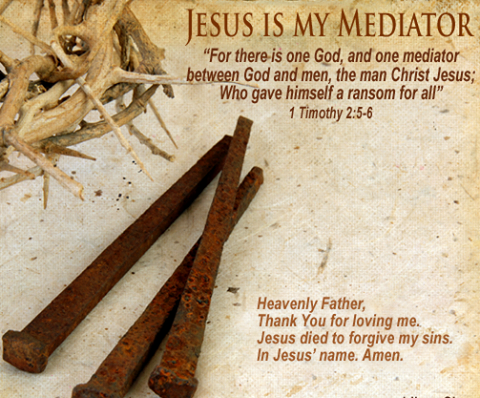 JESUS IS MY MEDIATOR
“For there is one God, and one mediator
between God and men, the man Christ Jesus;
Who gave himself a ransom for all”
1 Timothy 2:5-6
Heavenly Father,
Thank You for loving me.
Jesus died to forgive my sins.
In Jesus’ name. Amen.